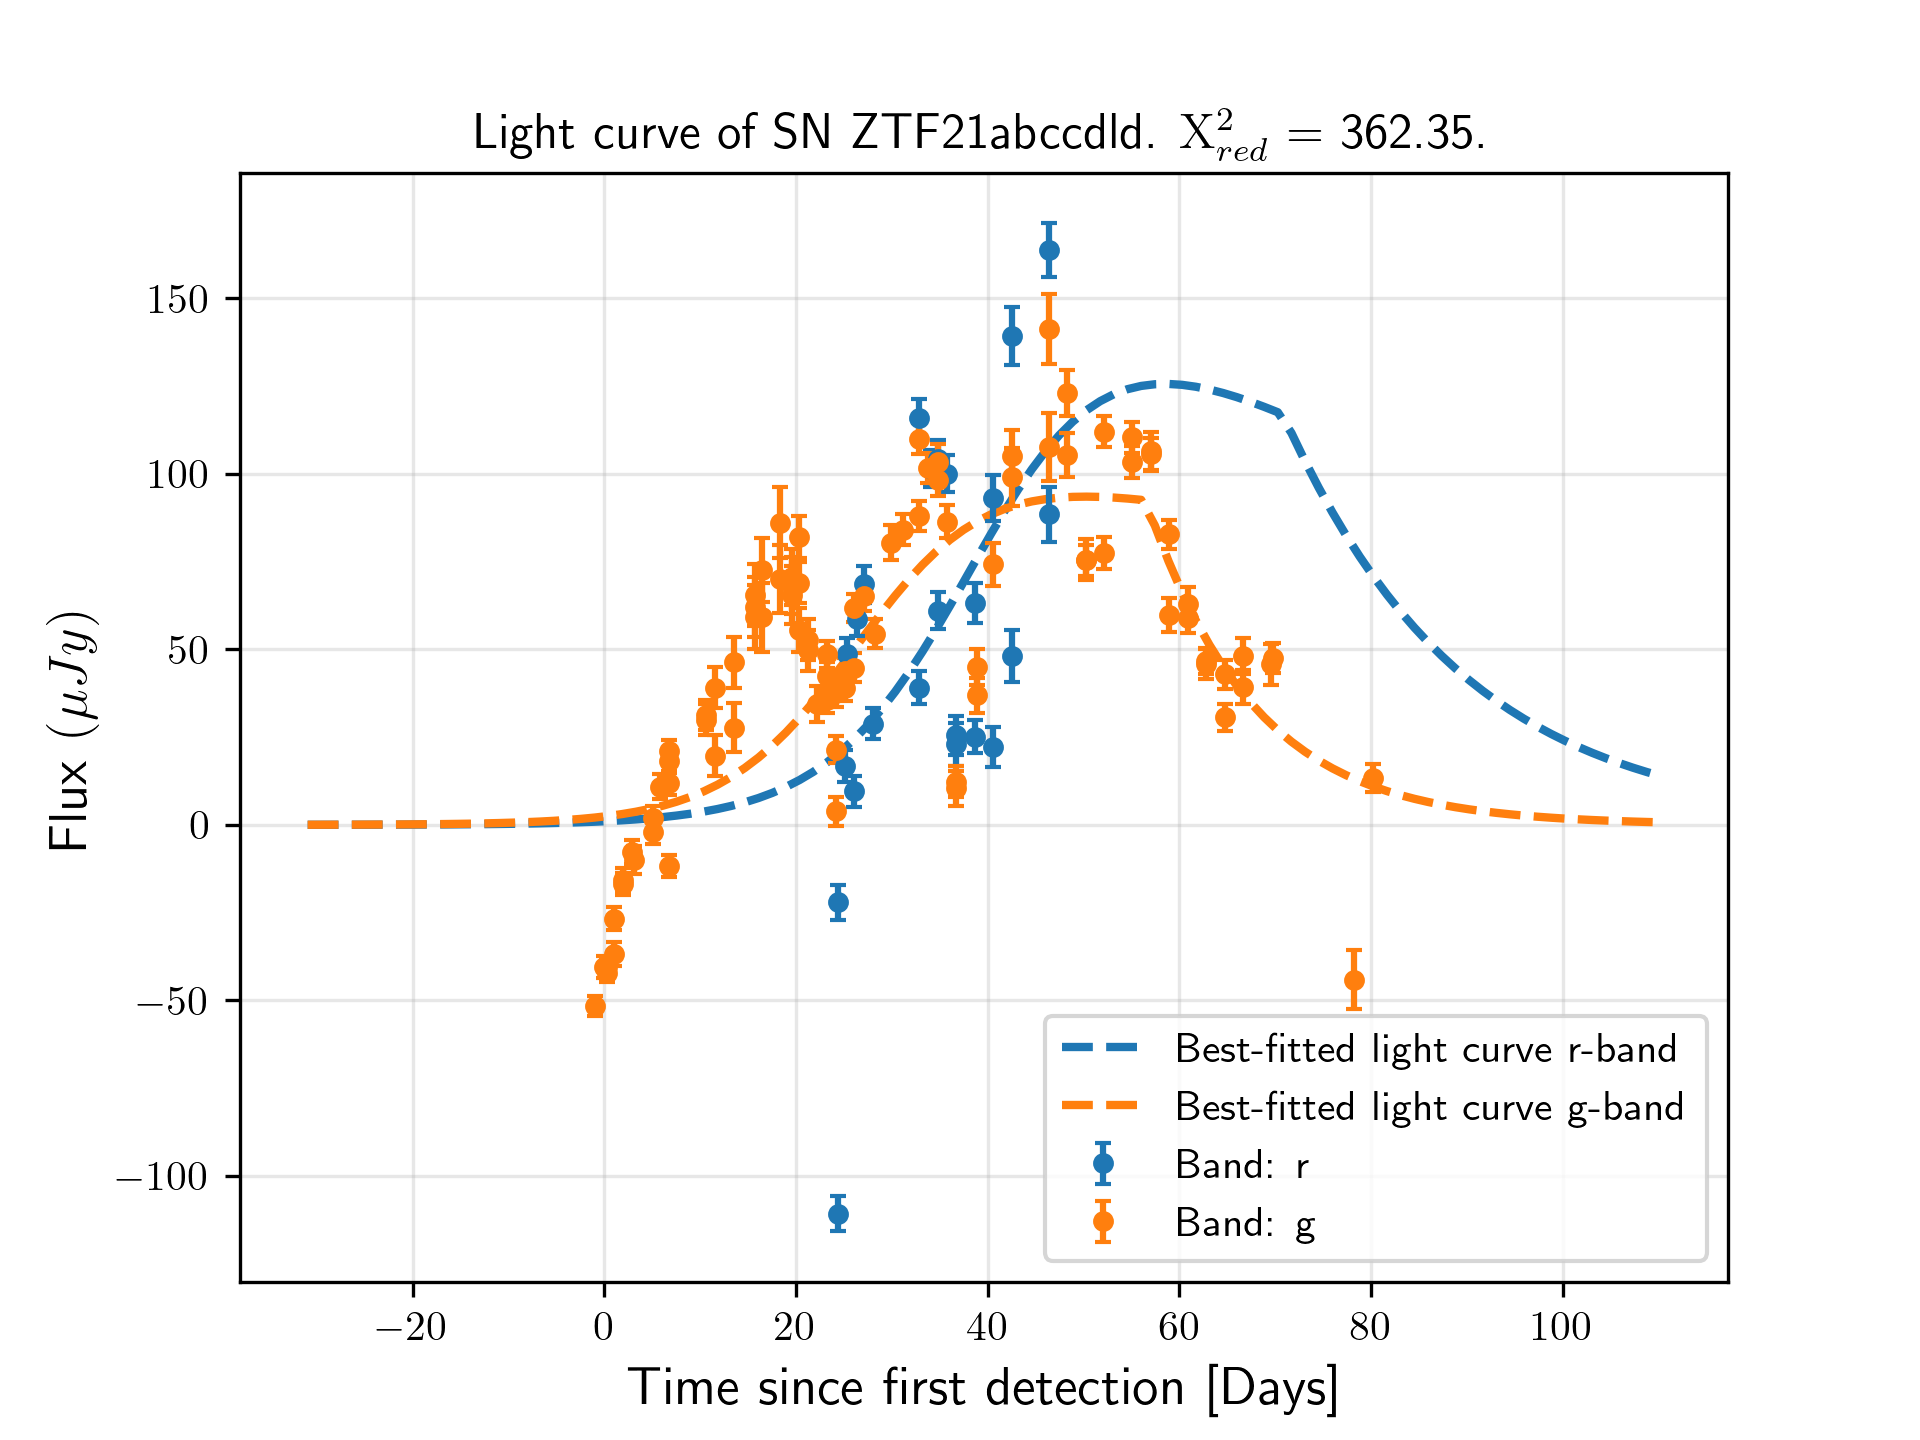 Light curve of SN ZTF21abccdld. X²_red = 362.35.
Flux (μJy)
150
100
50
0
−50
−100
−20 0 20 40 60 80 100
Time since first detection [Days]
Best-fitted light curve r-band
Best-fitted light curve g-band
Band: r
Band: g